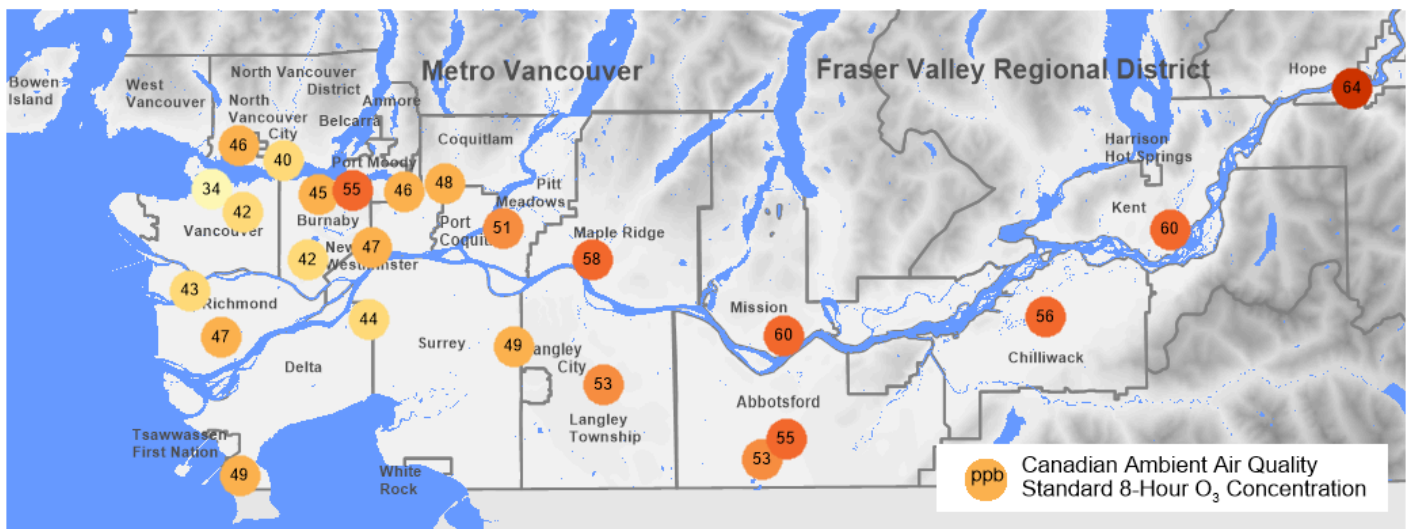 Metro Vancouver
Fraser Valley Regional District
Hope
64
Bowen
Island
West
Vancouver
North Vancouver
District
North
Vancouver
City
Anmore
Belcarra
Coquitlam
Harrison
Hot Springs
46
40
Port Moody
34
45
55
46
48
Pitt
Meadows
42
Burnaby
Vancouver
Port
Coquitl
51
Kent
60
42
New
Westminster
47
Maple Ridge
58
43
Richmond
47
44
Mission
60
56
Chilliwack
Surrey
49
Langley
City
Delta
53
Langley
Township
Abbotsford
55
53
Tsawwassen
First Nation
49
White
Rock
ppb
Canadian Ambient Air Quality
Standard 8-Hour O₃ Concentration